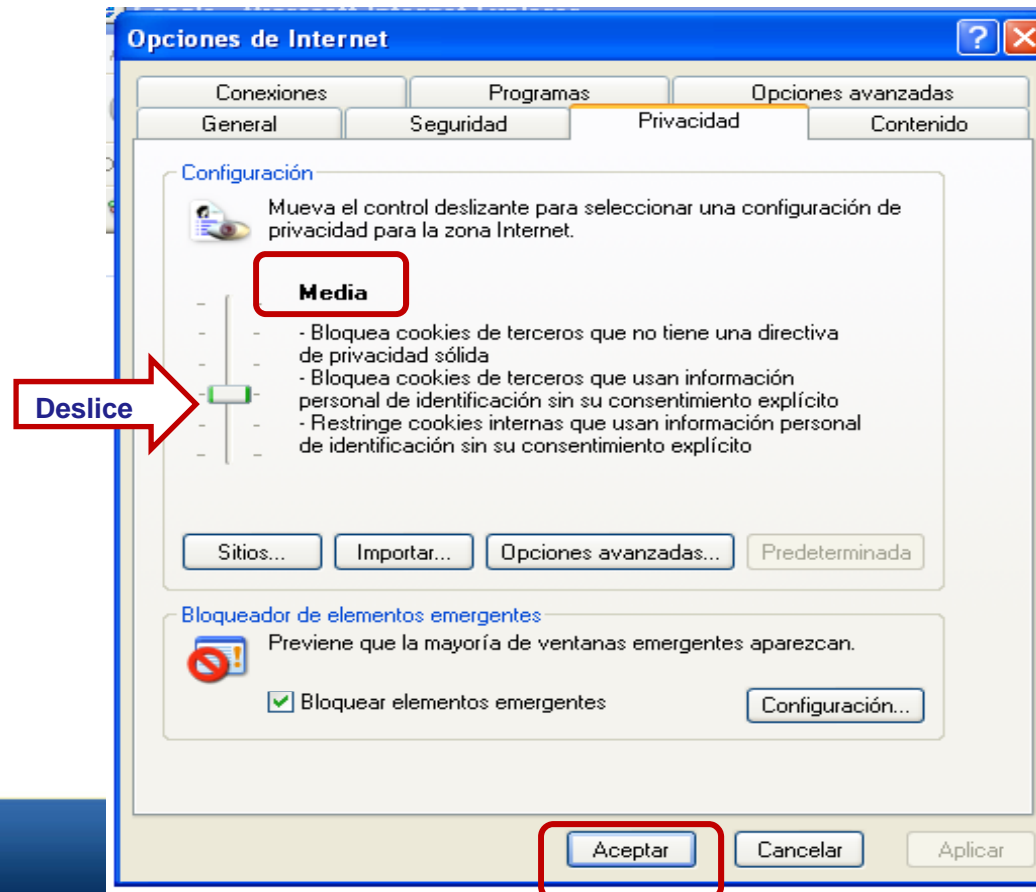 Opciones de Internet
Conexiones Programas Opciones avanzadas
General Seguridad Privacidad Contenido
Configuración
Mueva el control deslizante para seleccionar una configuración de
privacidad para la zona Internet.
Media
- Bloquea cookies de terceros que no tiene una directiva
de privacidad sólida
- Bloquea cookies de terceros que usan información
personal de identificación sin su consentimiento explícito
- Restringe cookies internas que usan información personal
de identificación sin su consentimiento explícito
Deslice
Sitios... Importar... Opciones avanzadas... Predeterminada
Bloqueador de elementos emergentes
Previene que la mayoría de ventanas emergentes aparezcan.
Bloquear elementos emergentes Configuración...
Aceptar Cancelar Aplicar